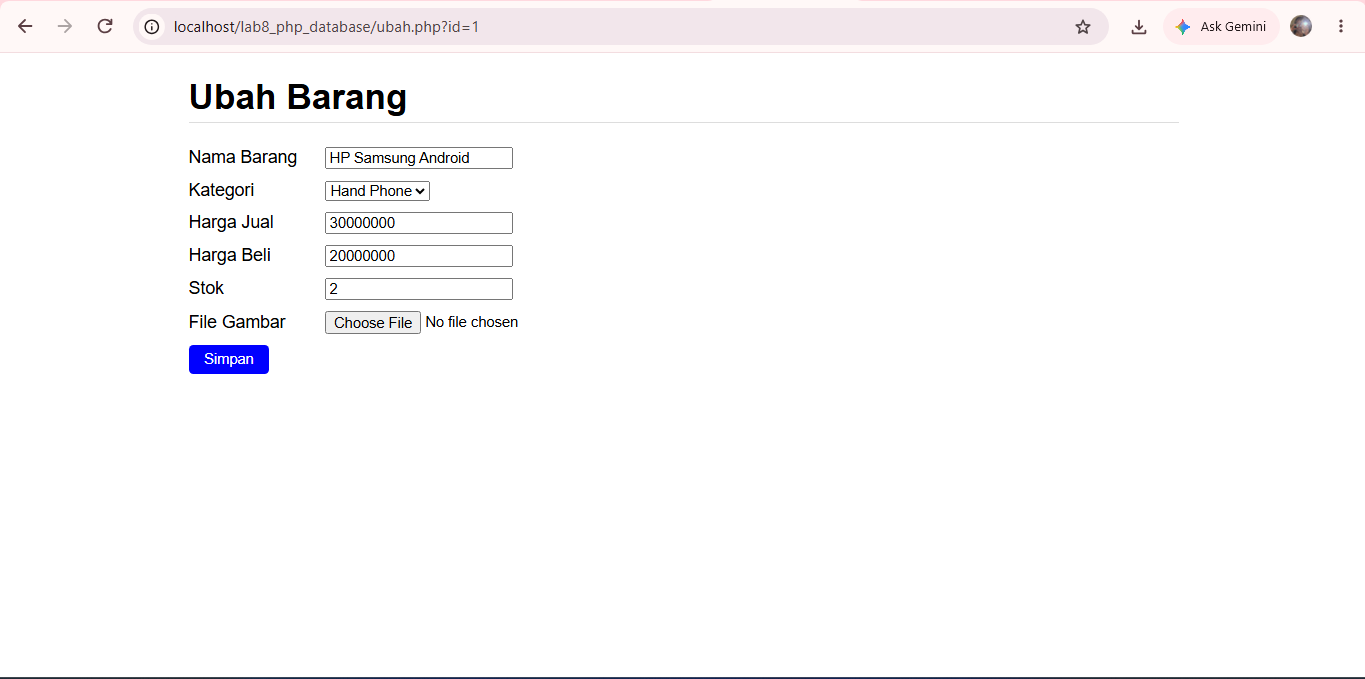 localhost/lab8_php_database/ubah.php?id=1
Ask Gemini
Ubah Barang
Nama Barang HP Samsung Android
Kategori Hand Phone
Harga Jual 30000000
Harga Beli 20000000
Stok 2
File Gambar Choose File No file chosen
Simpan